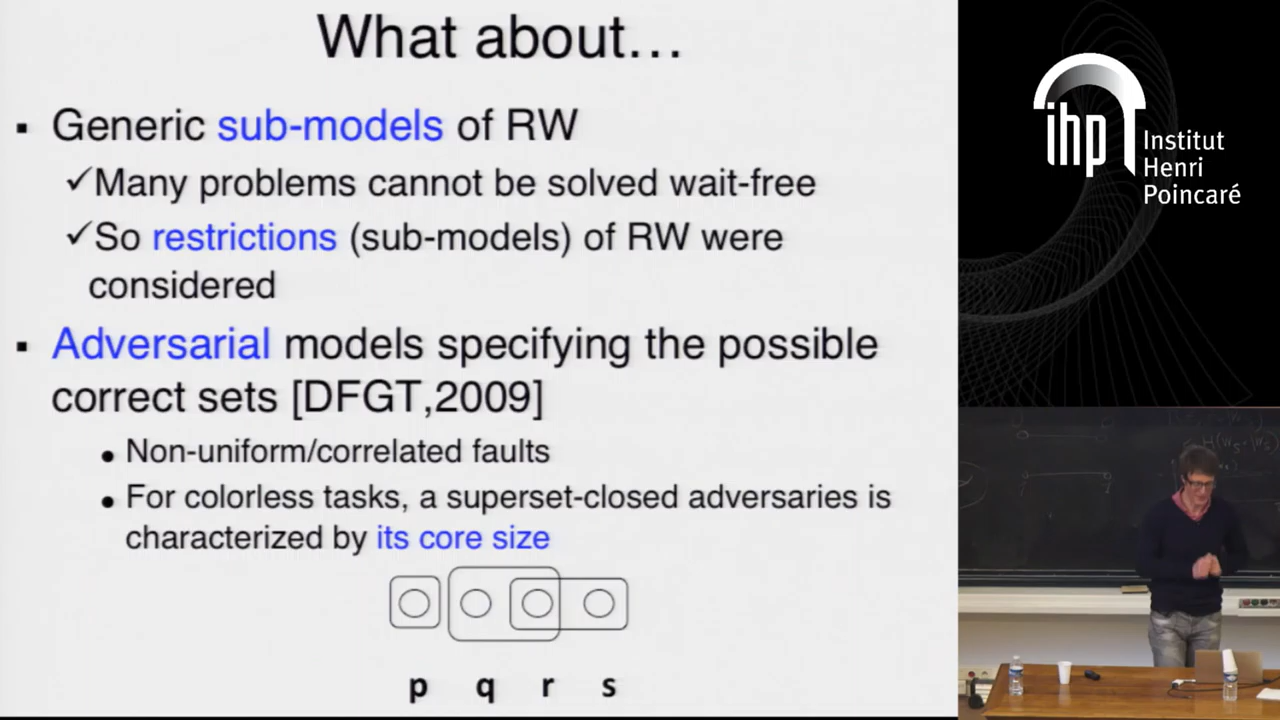 What about…
▪ Generic sub-models of RW
✓Many problems cannot be solved wait-free
✓So restrictions (sub-models) of RW were
considered
▪ Adversarial models specifying the possible
correct sets [DFGT,2009]
• Non-uniform/correlated faults
• For colorless tasks, a superset-closed adversaries is
characterized by its core size
p q r s
ihp
Institut
Henri
Poincaré